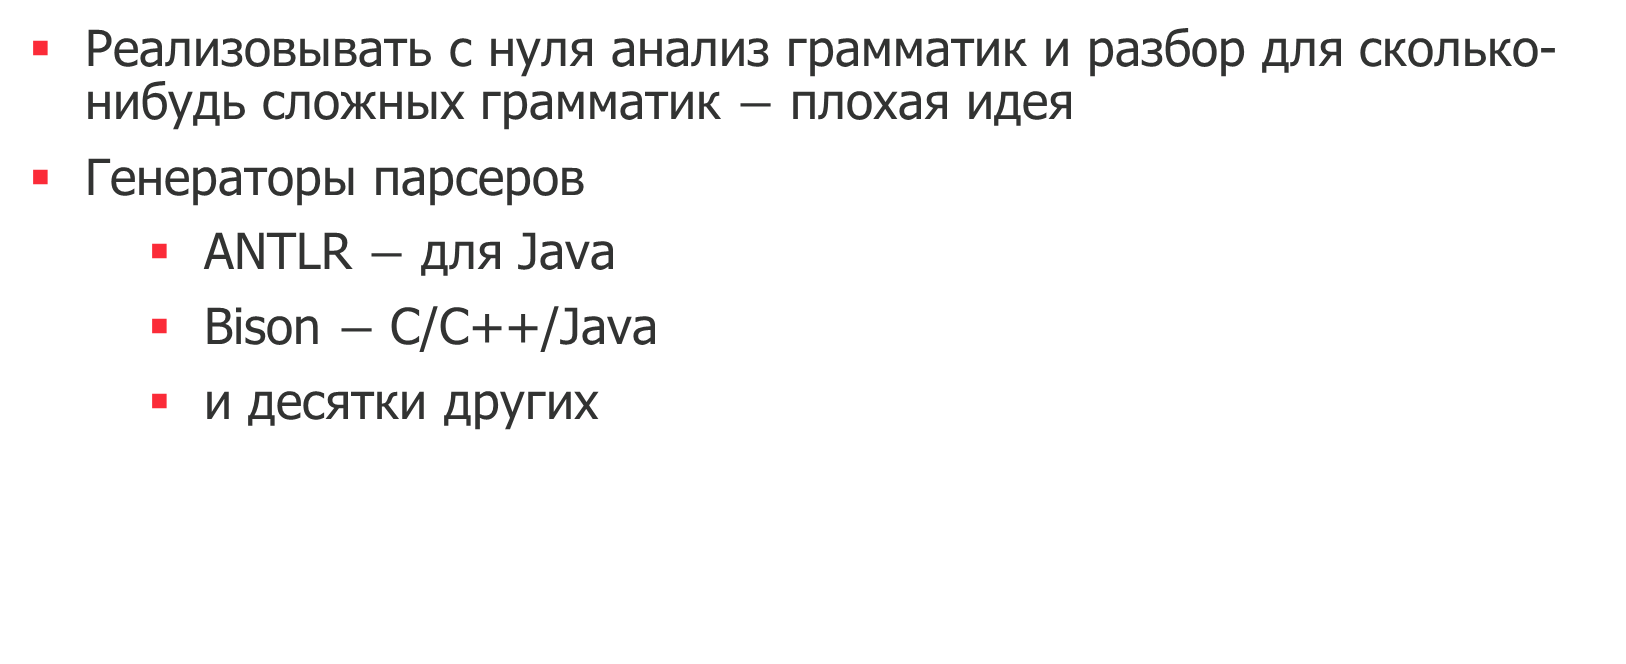 Реализовывать с нуля анализ грамматик и разбор для сколько-
нибудь сложных грамматик — плохая идея
Генераторы парсеров
ANTLR — для Java
Bison — C/C++/Java
и десятки других